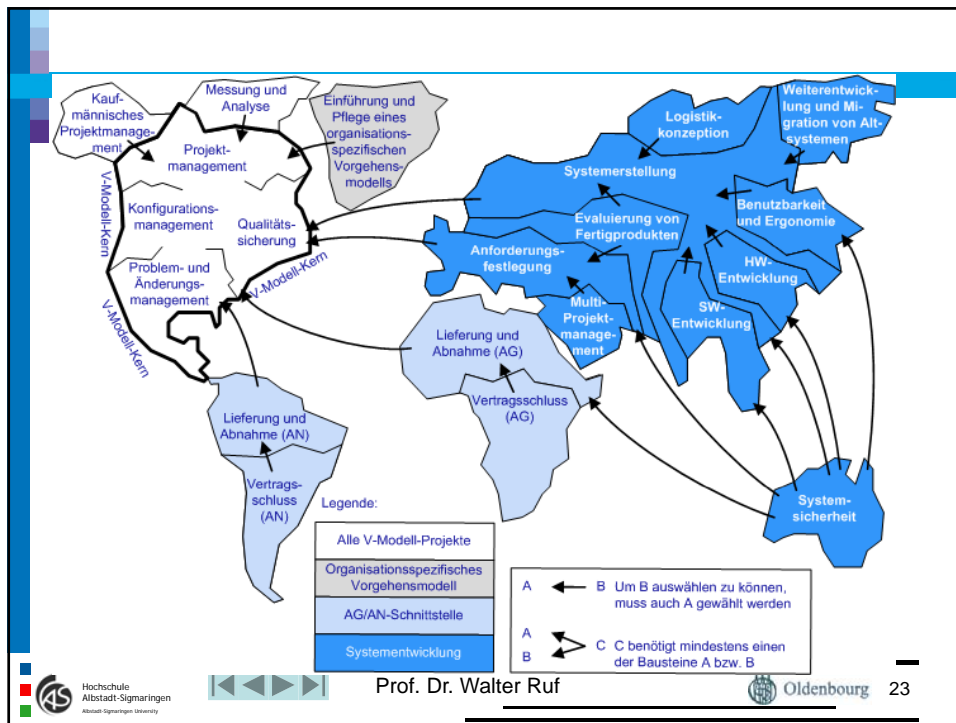 Kauf-
männisches
Projektmanage-
ment
Messung und
Analyse
Einführung und
Pflege eines
organisations-
spezifischen
Vorgehens-
modells
Projekt-
management
V-Modell-Kern
Konfigurations-
management
Qualitäts-
sicherung
Problem- und
Änderungs-
management
V-Modell-Kern
V-Modell-Kern
Logistik-
konzeption
Weiterentwick-
lung und Mi-
gration von Alt-
systemen
Systemerstellung
Benutzbarkeit
und Ergonomie
Evaluierung von
Fertigprodukten
Anforderungs-
festlegung
HW-
Entwicklung
SW-
Entwicklung
Multi-
Projekt-
manage-
ment
Lieferung und
Abnahme (AG)
Vertragsschluss
(AG)
Lieferung und
Abnahme (AN)
Vertrags-
schluss
(AN)
System-
sicherheit
Legende:
Alle V-Modell-Projekte
Organisationsspezifisches
Vorgehensmodell
AG/AN-Schnittstelle
Systementwicklung
A B Um B auswählen zu können,
muss auch A gewählt werden
A
B C C benötigt mindestens einen
der Bausteine A bzw. B
Hochschule
Albstadt-Sigmaringen
Albstadt-Sigmaringen University
Prof. Dr. Walter Ruf
Oldenbourg
23